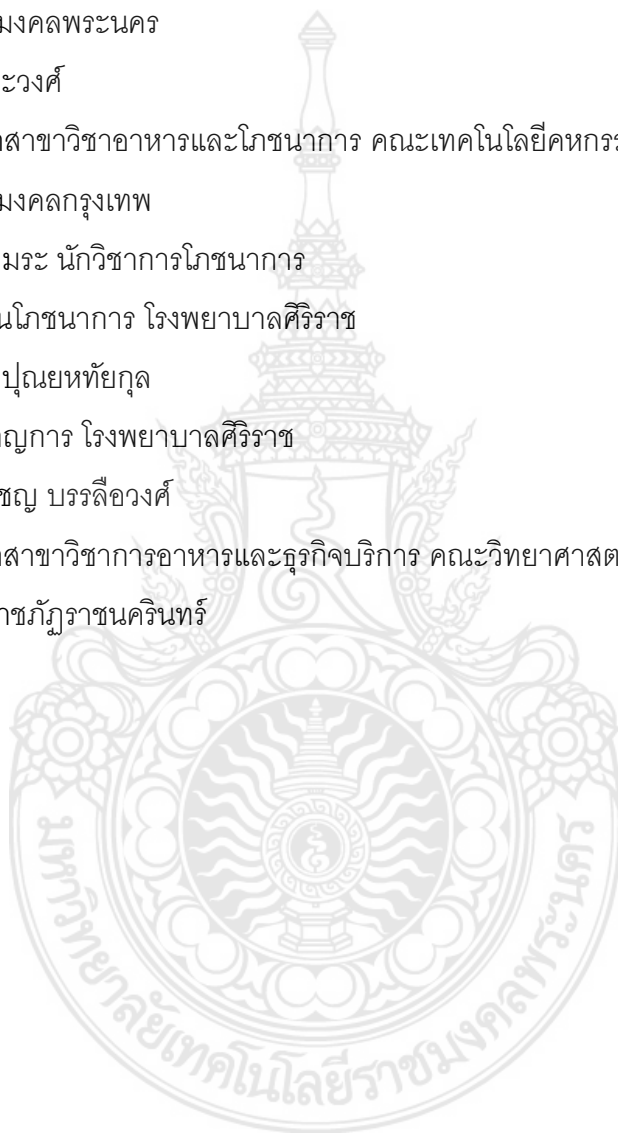 มงคลพระนคร
ะวงศ์
าสาขาวิชาอาหารและโภชนาการ คณะเทคโนโลยีคหกรร
มงคลกรุงเทพ
มระ นักวิชาการโภชนาการ
นโภชนาการ โรงพยาบาลศิริราช
ปุณยหทัยกุล
าญการ โรงพยาบาลศิริราช
ชญ บรรลือวงศ์
าสาขาวิชาการอาหารและธุรกิจบริการ คณะวิทยาศาสต
าชภัฏราชนครินทร์
มหาวิทยาลัยเทคโนโลยีราชมงคลพระนคร